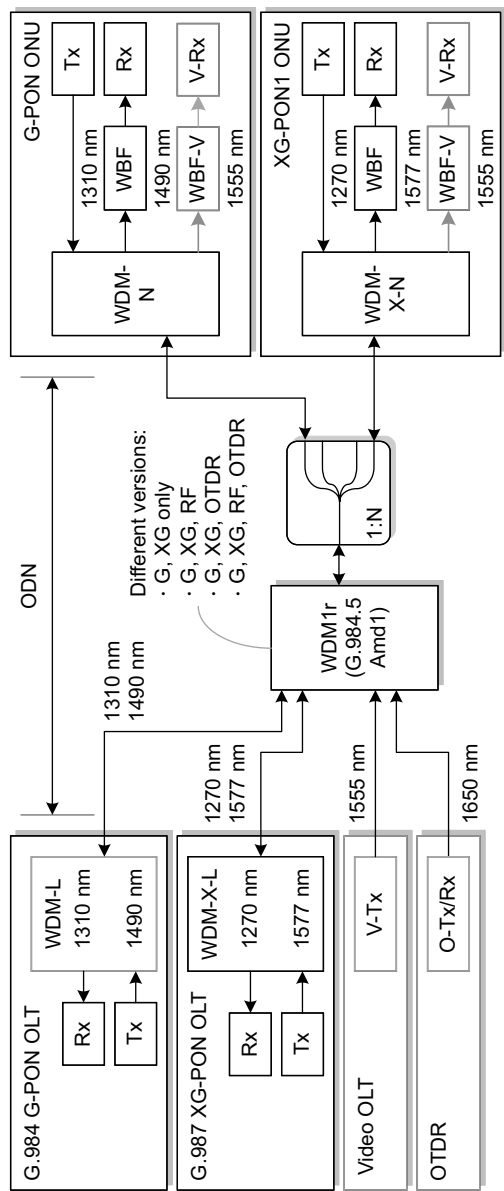 G.984 G-PON OLT
Rx
Tx
WDM-L
1310 nm
1490 nm
G.987 XG-PON OLT
Rx
Tx
WDM-X-L
1270 nm
1577 nm
Video OLT
V-Tx
OTDR
O-Tx/Rx
ODN
1310 nm
1490 nm
1270 nm
1577 nm
1555 nm
1650 nm
Different versions:
· G, XG only
· G, XG, RF
· G, XG, OTDR
· G, XG, RF, OTDR
WDM1r
(G.984.5
Amd1)
1:N
G-PON ONU
WDM-
N
Tx
1310 nm
WBF
Rx
1490 nm
WBF-V
V-Rx
1555 nm
XG-PON1 ONU
WDM-
X-N
Tx
1270 nm
WBF
Rx
1577 nm
WBF-V
V-Rx
1555 nm